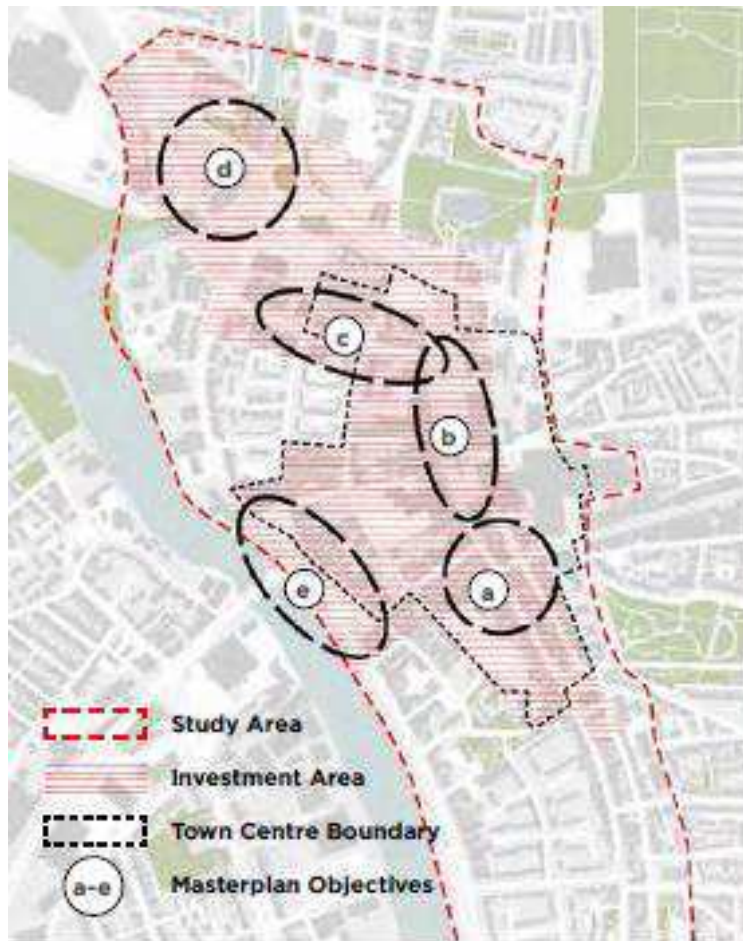 d
c
b
a
e
Study Area
Investment Area
Town Centre Boundary
a-e Masterplan Objectives